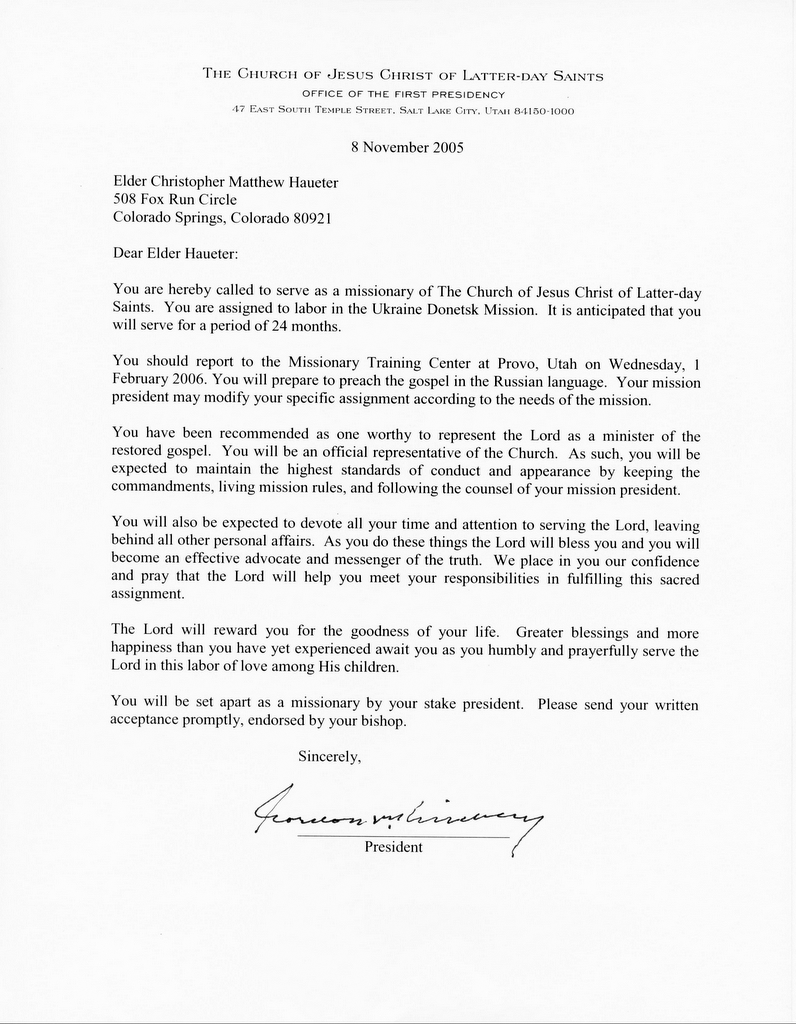 THE CHURCH OF JESUS CHRIST OF LATTER-DAY SAINTS
OFFICE OF THE FIRST PRESIDENCY
47 EAST SOUTH TEMPLE STREET, SALT LAKE CITY, UTAH 84150-1000
8 November 2005
Elder Christopher Matthew Haueter
508 Fox Run Circle
Colorado Springs, Colorado 80921
Dear Elder Haueter:
You are hereby called to serve as a missionary of The Church of Jesus Christ of Latter-day
Saints. You are assigned to labor in the Ukraine Donetsk Mission. It is anticipated that you
will serve for a period of 24 months.
You should report to the Missionary Training Center at Provo, Utah on Wednesday, 1
February 2006. You will prepare to preach the gospel in the Russian language. Your mission
president may modify your specific assignment according to the needs of the mission.
You have been recommended as one worthy to represent the Lord as a minister of the
restored gospel. You will be an official representative of the Church. As such, you will be
expected to maintain the highest standards of conduct and appearance by keeping the
commandments, living mission rules, and following the counsel of your mission president.
You will also be expected to devote all your time and attention to serving the Lord, leaving
behind all other personal affairs. As you do these things the Lord will bless you and you will
become an effective advocate and messenger of the truth. We place in you our confidence
and pray that the Lord will help you meet your responsibilities in fulfilling this sacred
assignment.
The Lord will reward you for the goodness of your life. Greater blessings and more
happiness than you have yet experienced await you as you humbly and prayerfully serve the
Lord in this labor of love among His children.
You will be set apart as a missionary by your stake president. Please send your written
acceptance promptly, endorsed by your bishop.
Sincerely,
Gordon B. Hinckley
President